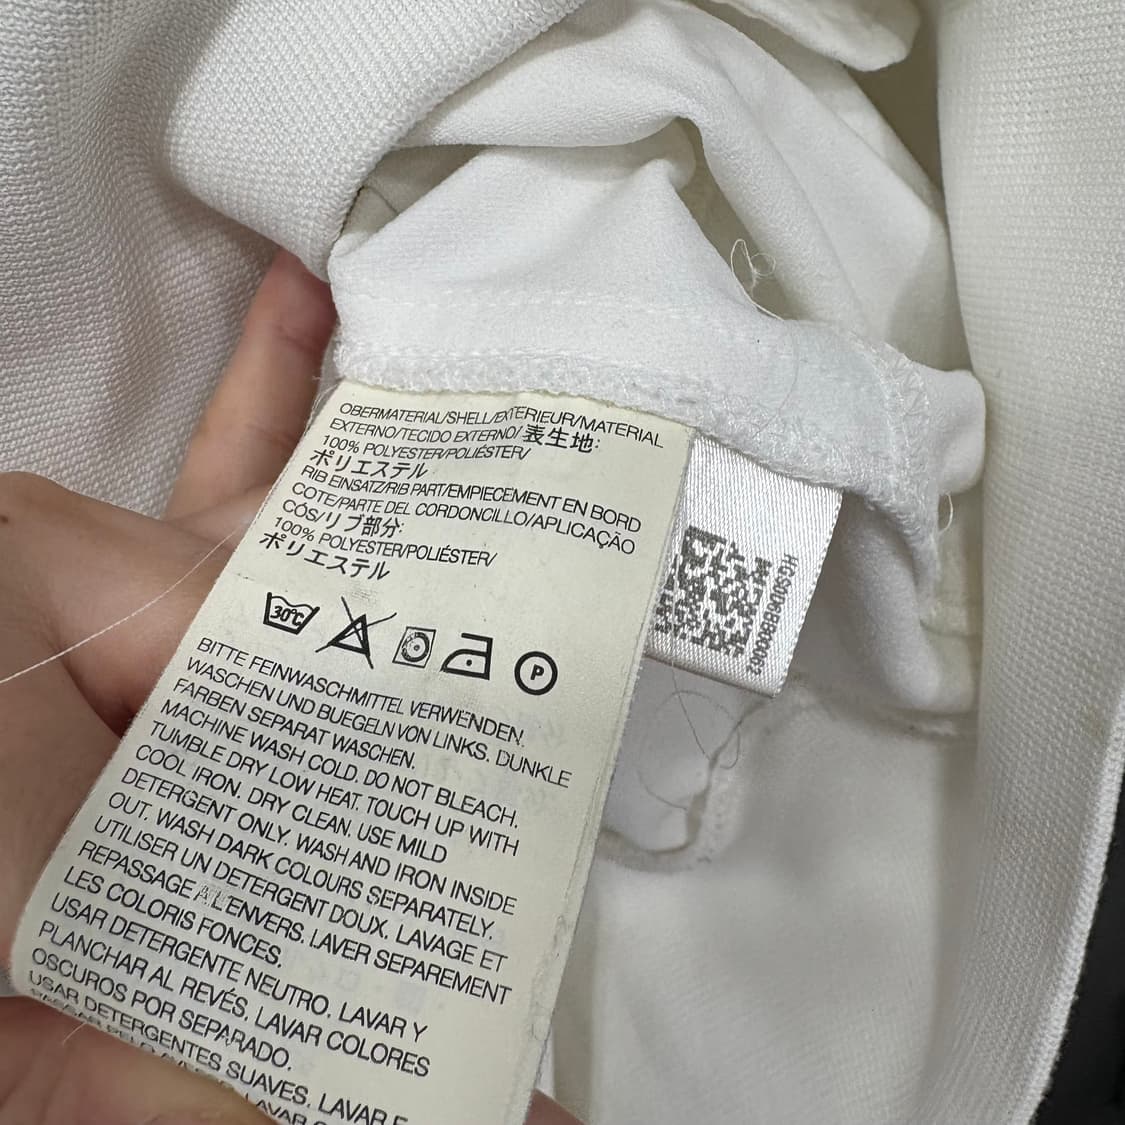 OBERMATERIAL/SHELL/EXTERIEUR/MATERIAL
EXTERNO/TECIDO EXTERNO/表生地:
100% POLYESTER/POLIÉSTER/
ポリエステル
RIB EINSATZ/RIB PART/EMPIECEMENT EN BORD
COTE/PARTE DEL CORDONCILLO/APLICAÇÃO
CÓS/リブ部分:
100% POLYESTER/POLIÉSTER/
ポリエステル
30°C
P
BITTE FEINWASCHMITTEL VERWENDEN.
WASCHEN UND BUEGELN VON LINKS. DUNKLE
FARBEN SEPARAT WASCHEN.
MACHINE WASH COLD. DO NOT BLEACH.
TUMBLE DRY LOW HEAT. TOUCH UP WITH
COOL IRON. DRY CLEAN. USE MILD
DETERGENT ONLY. WASH AND IRON INSIDE
OUT. WASH DARK COLOURS SEPARATELY.
UTILISER UN DETERGENT DOUX. LAVAGE ET
REPASSAGE A L'ENVERS. LAVER SEPAREMENT
LES COLORIS FONCES.
USAR DETERGENTE NEUTRO. LAVAR Y
PLANCHAR AL REVÉS, LAVAR COLORES
OSCUROS POR SEPARADO.
USAR DETERGENTES SUAVES. LAVAR E
LAVAR